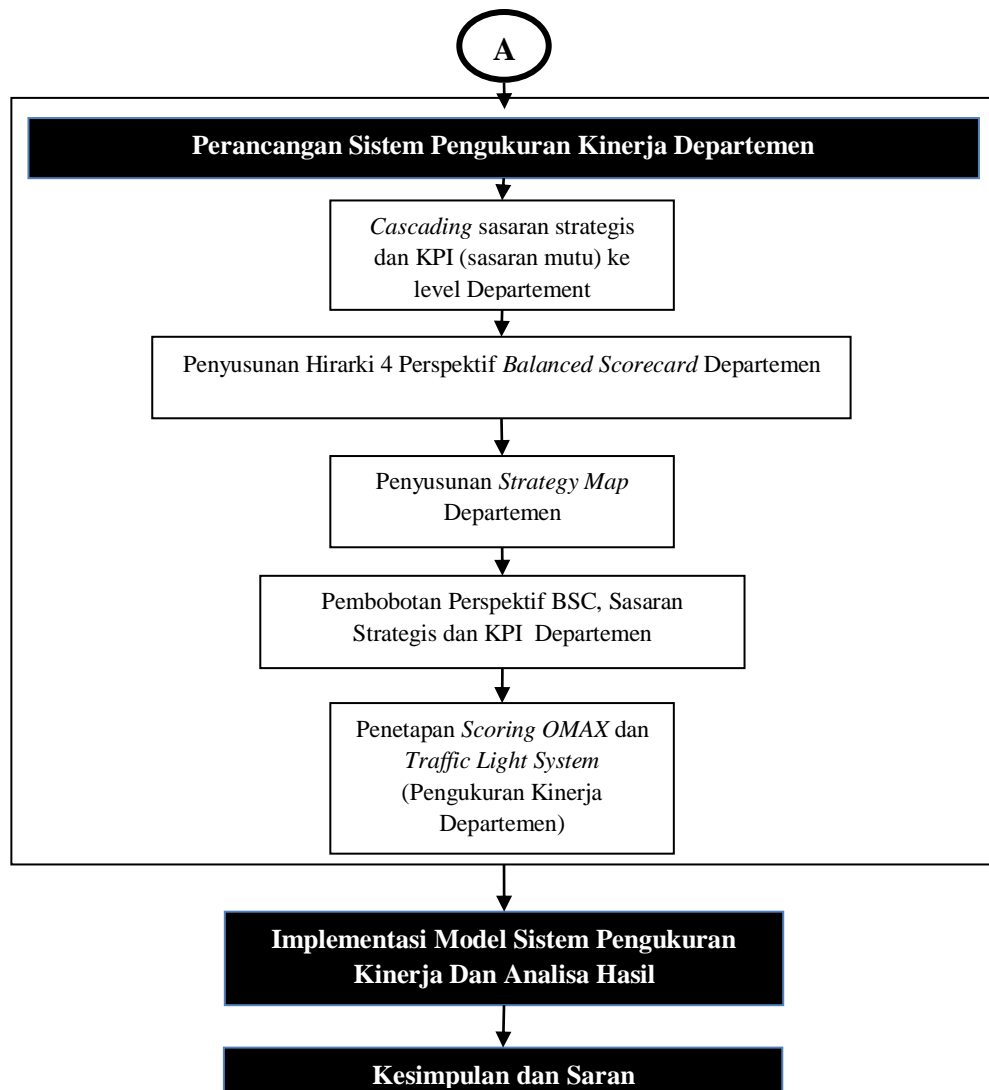 A
Perancangan Sistem Pengukuran Kinerja Departemen
Cascading sasaran strategis
dan KPI (sasaran mutu) ke
level Departement
Penyusunan Hirarki 4 Perspektif Balanced Scorecard Departemen
Penyusunan Strategy Map
Departemen
Pembobotan Perspektif BSC, Sasaran
Strategis dan KPI Departemen
Penetapan Scoring OMAX dan
Traffic Light System
(Pengukuran Kinerja
Departemen)
Implementasi Model Sistem Pengukuran
Kinerja Dan Analisa Hasil
Kesimpulan dan Saran